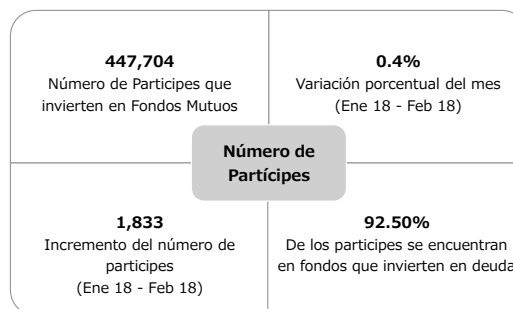 447,704
Número de Participes que
invierten en Fondos Mutuos
0.4%
Variación porcentual del mes
(Ene 18 - Feb 18)
Número de
Partícipes
1,833
Incremento del número de
participes
(Ene 18 - Feb 18)
92.50%
De los participes se encuentran
en fondos que invierten en deuda